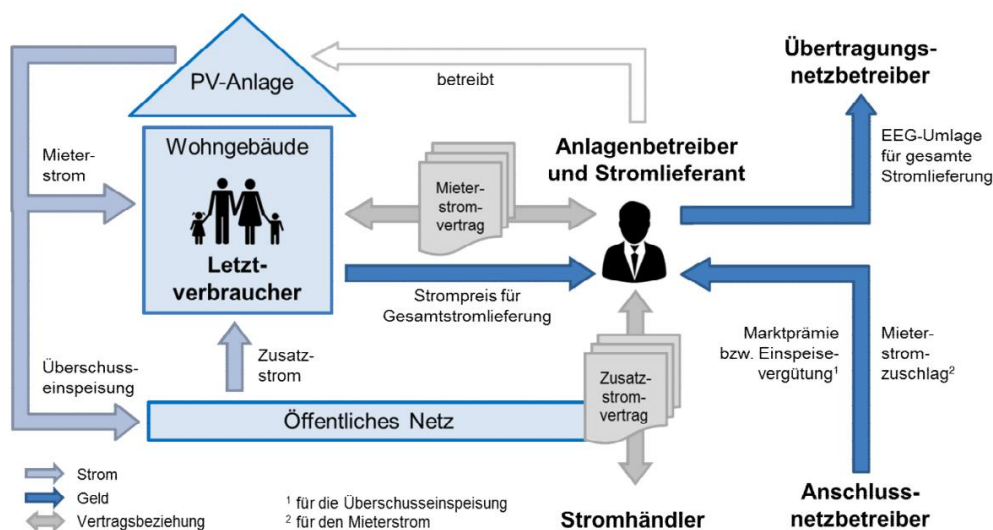 PV-Anlage
betreibt
Übertragungs-
netzbetreiber
Mieter-
strom
Wohngebäude
Letzt-
verbraucher
Mieter-
strom-
vertrag
Anlagenbetreiber
und Stromlieferant
EEG-Umlage
für gesamte
Stromlieferung
Strompreis für
Gesamtstromlieferung
Überschuss-
einspeisung
Zusatz-
strom
Öffentliches Netz
Zusatz-
strom-
vertrag
Marktprämie
bzw. Einspeise-
vergütung¹
Mieter-
strom-
zuschlag²
Strom
Geld
Vertragsbeziehung
¹ für die Überschusseinspeisung
² für den Mieterstrom
Stromhändler
Anschluss-
netzbetreiber